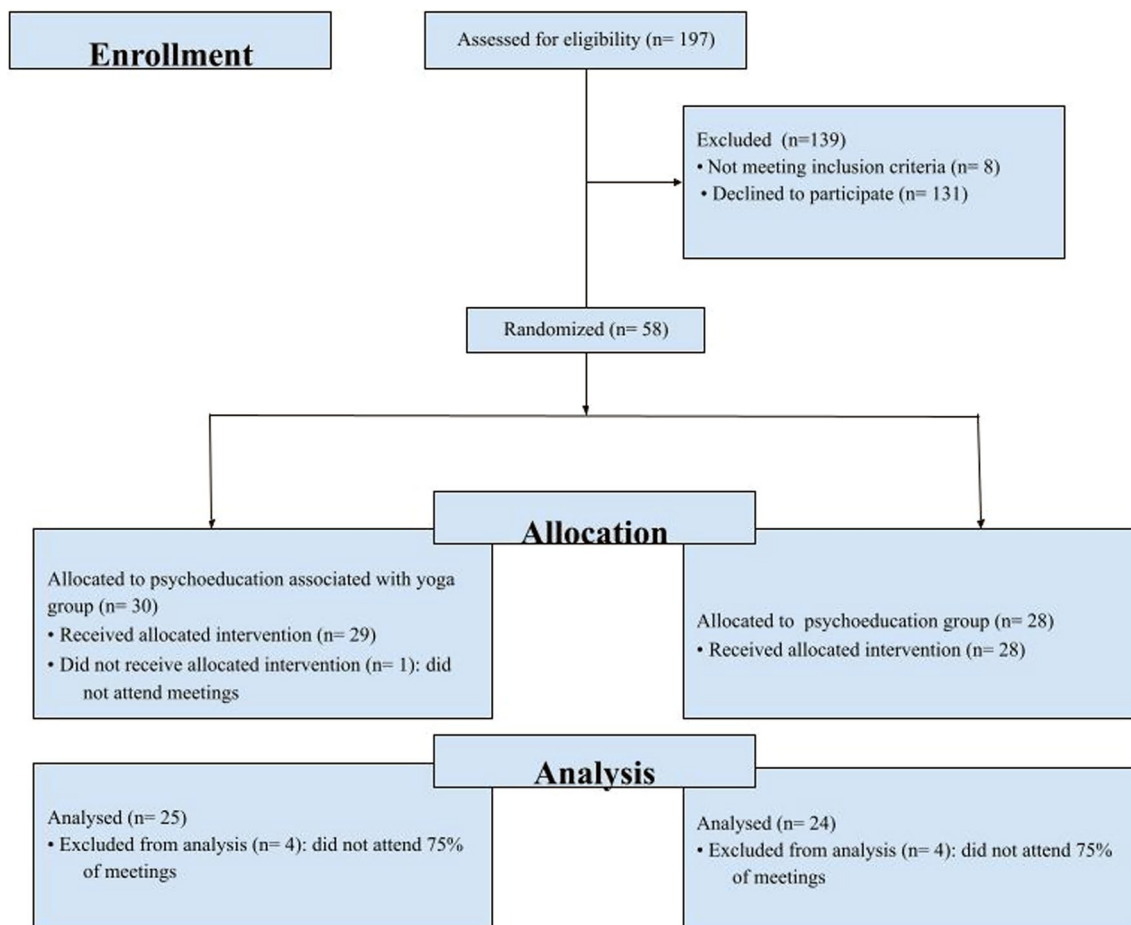 Enrollment
Assessed for eligibility (n= 197)
Excluded  (n=139)
• Not meeting inclusion criteria (n= 8)
• Declined to participate (n= 131)
Randomized (n= 58)
Allocation
Allocated to psychoeducation associated with yoga
group (n= 30)
• Received allocated intervention (n= 29)
• Did not receive allocated intervention (n= 1): did
not attend meetings
Allocated to  psychoeducation group (n= 28)
• Received allocated intervention (n= 28)
Analysis
Analysed (n= 25)
• Excluded from analysis (n= 4): did not attend 75%
of meetings
Analysed (n= 24)
• Excluded from analysis (n= 4): did not attend 75%
of meetings